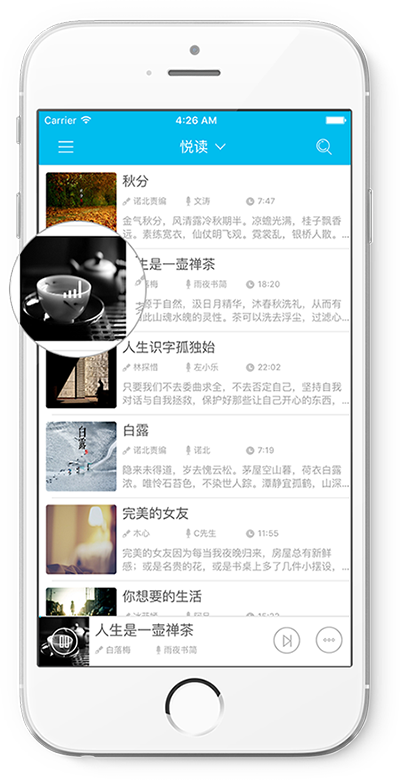 Carrier
4:26 AM
悦读
秋分
诺北责编 文涛 7:47
金气秋分，风清露冷秋期半。凉蟾光满，桂子飘香
远。素练宽衣，仙仗明飞观。霓裳乱，银桥人散。...
生是一壶禅茶
落梅 雨夜书简 18:20
于自然，汲日月精华，沐春秋洗礼，从而有
此山魂水魄的灵性。茶可以洗去浮尘，过滤心...
人生识字孤独始
林探惜 左小乐 22:02
只要我们不去委曲求全，不去否定自己，坚持自我
对话与自我拯救，保护好那些让自己开心的东西，...
白露
白露
诺北责编 诺北 7:19
隐来未得道，岁去愧云松。茅屋空山暮，荷衣白露
浓。唯怜石苔色，不染世人踪。潭静宜孤鹤，山深...
完美的女友
木心 C先生 11:55
完美的女友因为每当我夜晚归来，房屋总有新鲜
感；或是名贵的花，或是书桌上多了几件小摆设，...
你想要的生活
人生是一壶禅茶
白落梅 雨夜书简